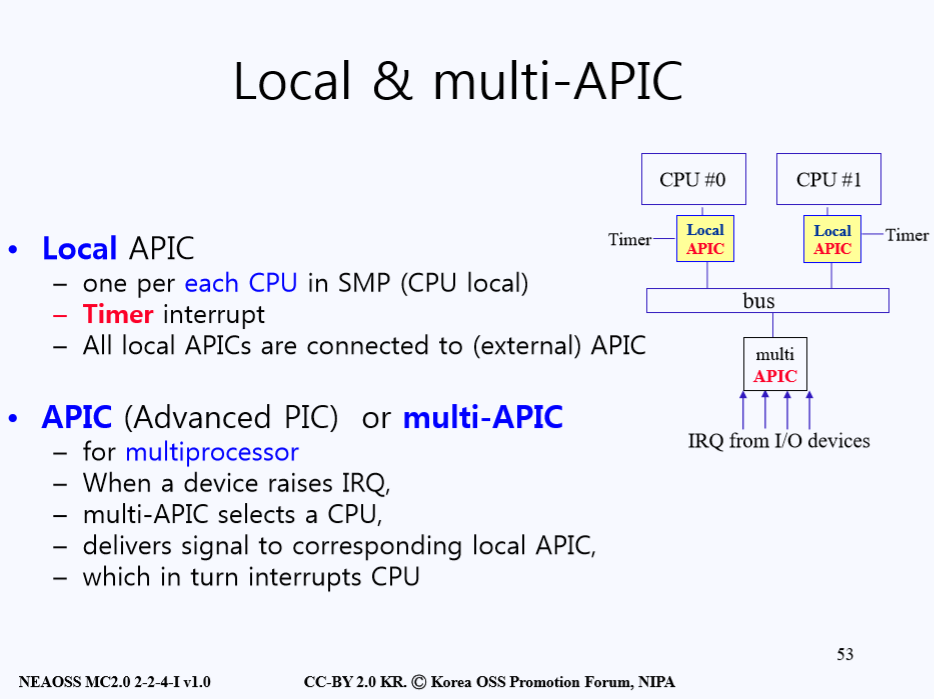 Local & multi-APIC
• Local APIC
– one per each CPU in SMP (CPU local)
– Timer interrupt
– All local APICs are connected to (external) APIC
• APIC (Advanced PIC) or multi-APIC
– for multiprocessor
– When a device raises IRQ,
– multi-APIC selects a CPU,
– delivers signal to corresponding local APIC,
– which in turn interrupts CPU
CPU #0
CPU #1
Timer
Local
APIC
Local
APIC
Timer
bus
multi
APIC
IRQ from I/O devices
53
NEAOSS MC2.0 2-2-4-I v1.0
CC-BY 2.0 KR. Ⓒ Korea OSS Promotion Forum, NIPA